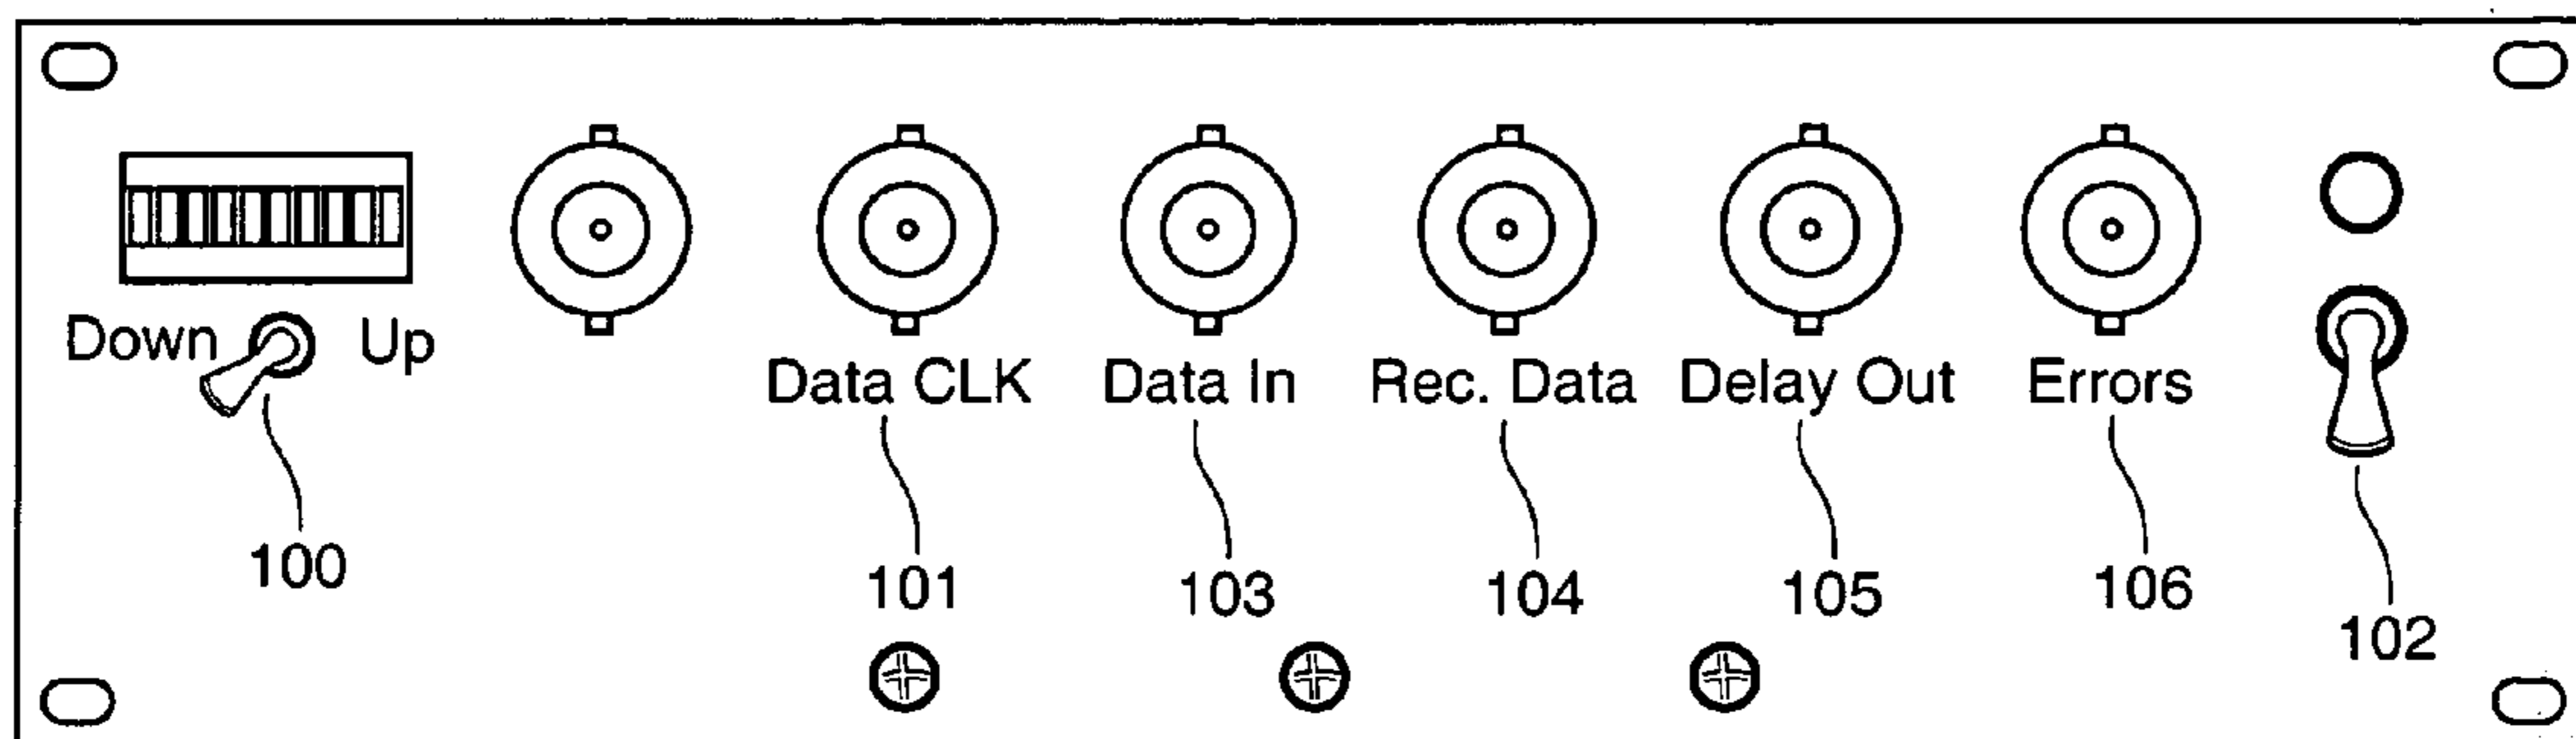 Down Up
Data CLK Data In Rec. Data Delay Out Errors
100 101 103 104 105 106 102